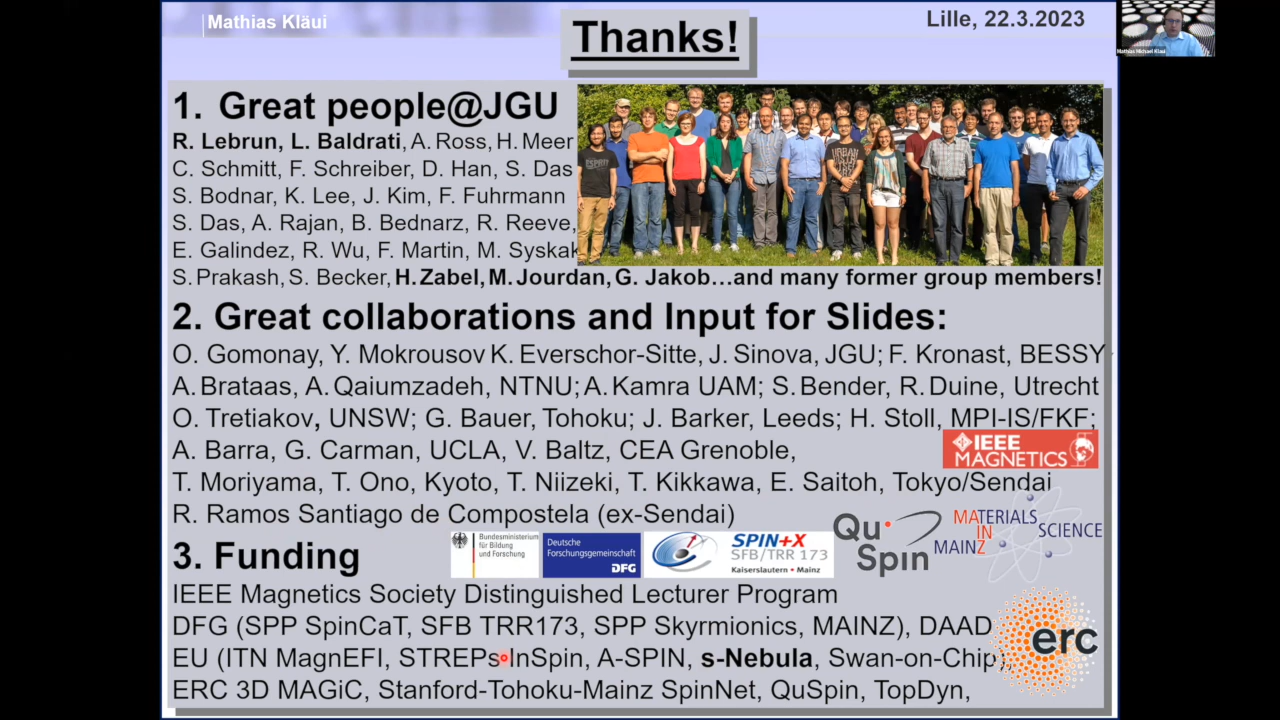 Mathias Kläui
Lille, 22.3.2023
Mathias Michael Klaui
Thanks!
1. Great people@JGU
R. Lebrun, L. Baldrati, A. Ross, H. Meer
C. Schmitt, F. Schreiber, D. Han, S. Das
S. Bodnar, K. Lee, J. Kim, F. Fuhrmann
S. Das, A. Rajan, B. Bednarz, R. Reeve,
E. Galindez, R. Wu, F. Martin, M. Syskak
S. Prakash, S. Becker, H. Zabel, M. Jourdan, G. Jakob...and many former group members!
2. Great collaborations and Input for Slides:
O. Gomonay, Y. Mokrousov K. Everschor-Sitte, J. Sinova, JGU; F. Kronast, BESSY
A. Brataas, A. Qaiumzadeh, NTNU; A. Kamra UAM; S. Bender, R. Duine, Utrecht
O. Tretiakov, UNSW; G. Bauer, Tohoku; J. Barker, Leeds; H. Stoll, MPI-IS/FKF;
A. Barra, G. Carman, UCLA, V. Baltz, CEA Grenoble,
IEEE
MAGNETICS
T. Moriyama, T. Ono, Kyoto, T. Niizeki, T. Kikkawa, E. Saitoh, Tokyo/Sendai
R. Ramos Santiago de Compostela (ex-Sendai)
3. Funding
Bundesministerium
für Bildung
und Forschung
Deutsche
Forschungsgemeinschaft
DFG
SPIN+X
SFB/TRR 173
Kaiserslautern • Mainz
Qu
Spin
MATERIALS
IN
MAINZ
SCIENCE
IEEE Magnetics Society Distinguished Lecturer Program
DFG (SPP SpinCaT, SFB TRR173, SPP Skyrmionics, MAINZ), DAAD
EU (ITN MagnEFI, STREPs InSpin, A-SPIN, s-Nebula, Swan-on-Chip),
ERC 3D MAGiC, Stanford-Tohoku-Mainz SpinNet, QuSpin, TopDyn,
erc